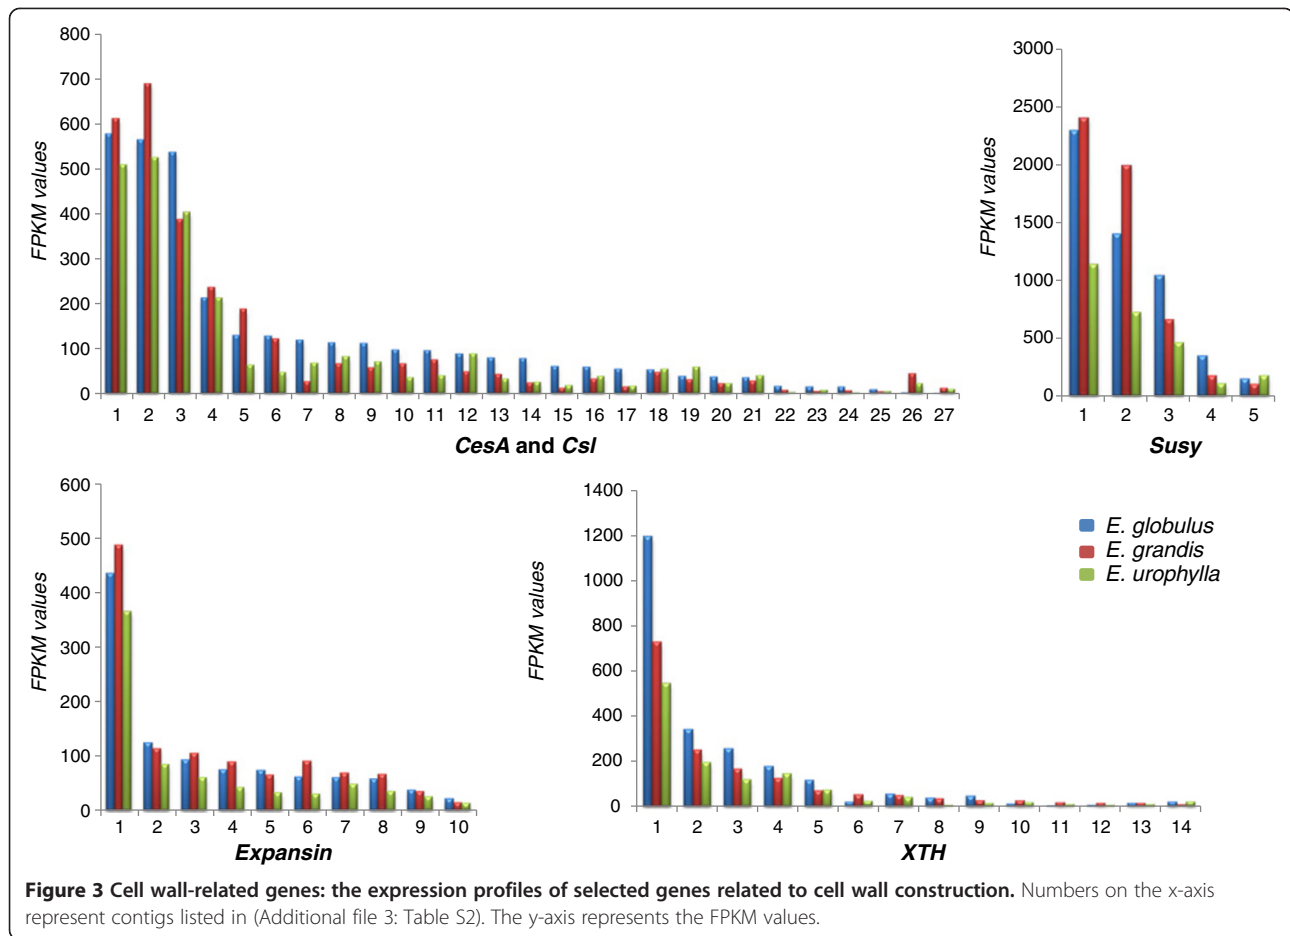 800
700
600
500
400
300
200
100
0
FPKM values
1 2 3 4 5 6 7 8 9 10 11 12 13 14 15 16 17 18 19 20 21 22 23 24 25 26 27
CesA and Csl
3000
2500
2000
1500
1000
500
0
FPKM values
1 2 3 4 5
Susy
600
500
400
300
200
100
0
FPKM values
1 2 3 4 5 6 7 8 9 10
Expansin
1400
1200
1000
800
600
400
200
0
FPKM values
1 2 3 4 5 6 7 8 9 10 11 12 13 14
XTH
E. globulus
E. grandis
E. urophylla
Figure 3 Cell wall-related genes: the expression profiles of selected genes related to cell wall construction. Numbers on the x-axis
represent contigs listed in (Additional file 3: Table S2). The y-axis represents the FPKM values.